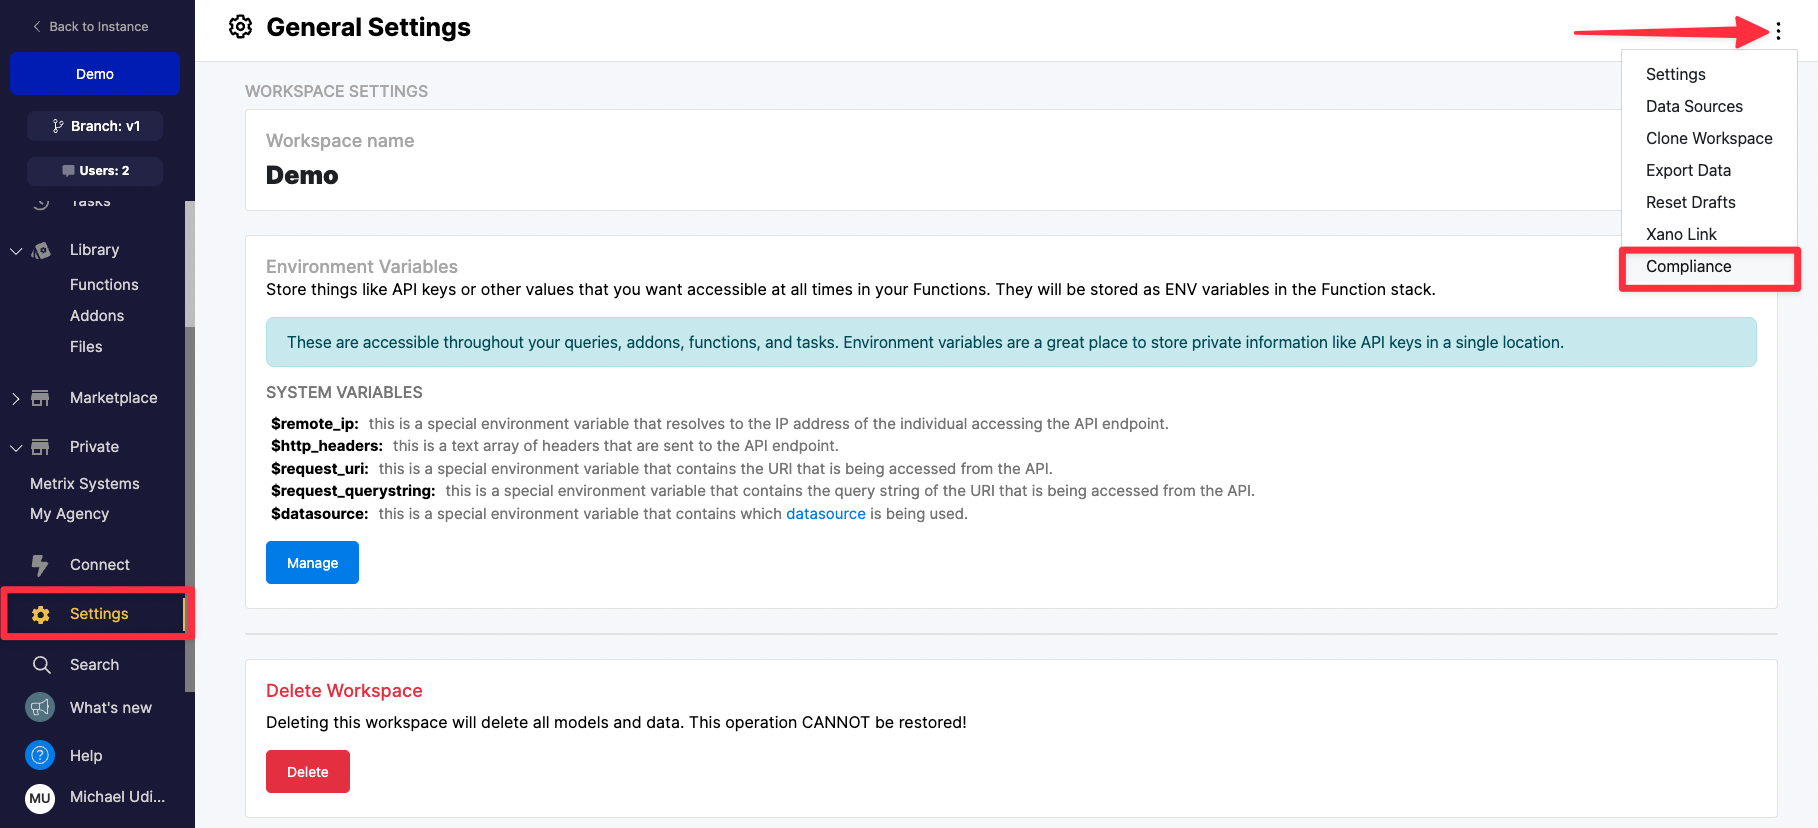 Back to Instance
Demo
Branch: v1
Users: 2
Tasks
Library
Functions
Addons
Files
Marketplace
Private
Metrix Systems
My Agency
Connect
Settings
Search
What's new
Help
MU Michael Udi...
General Settings
WORKSPACE SETTINGS
Workspace name
Demo
Environment Variables
Store things like API keys or other values that you want accessible at all times in your Functions. They will be stored as ENV variables in the Function stack.
These are accessible throughout your queries, addons, functions, and tasks. Environment variables are a great place to store private information like API keys in a single location.
SYSTEM VARIABLES
$remote_ip: this is a special environment variable that resolves to the IP address of the individual accessing the API endpoint.
$http_headers: this is a text array of headers that are sent to the API endpoint.
$request_uri: this is a special environment variable that contains the URI that is being accessed from the API.
$request_querystring: this is a special environment variable that contains the query string of the URI that is being accessed from the API.
$datasource: this is a special environment variable that contains which datasource is being used.
Manage
Delete Workspace
Deleting this workspace will delete all models and data. This operation CANNOT be restored!
Delete
Settings
Data Sources
Clone Workspace
Export Data
Reset Drafts
Xano Link
Compliance